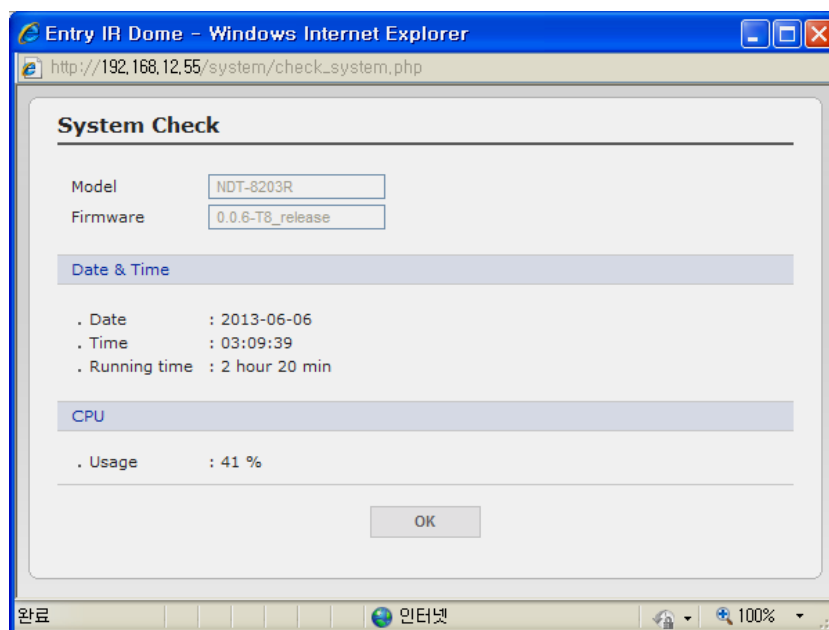 Entry IR Dome - Windows Internet Explorer
http://192,168,12,55/system/check_system,php
System Check
Model NDT-8203R
Firmware 0.0.6-T8_release
Date & Time
. Date : 2013-06-06
. Time : 03:09:39
. Running time : 2 hour 20 min
CPU
. Usage : 41 %
OK
완료 인터넷 100%